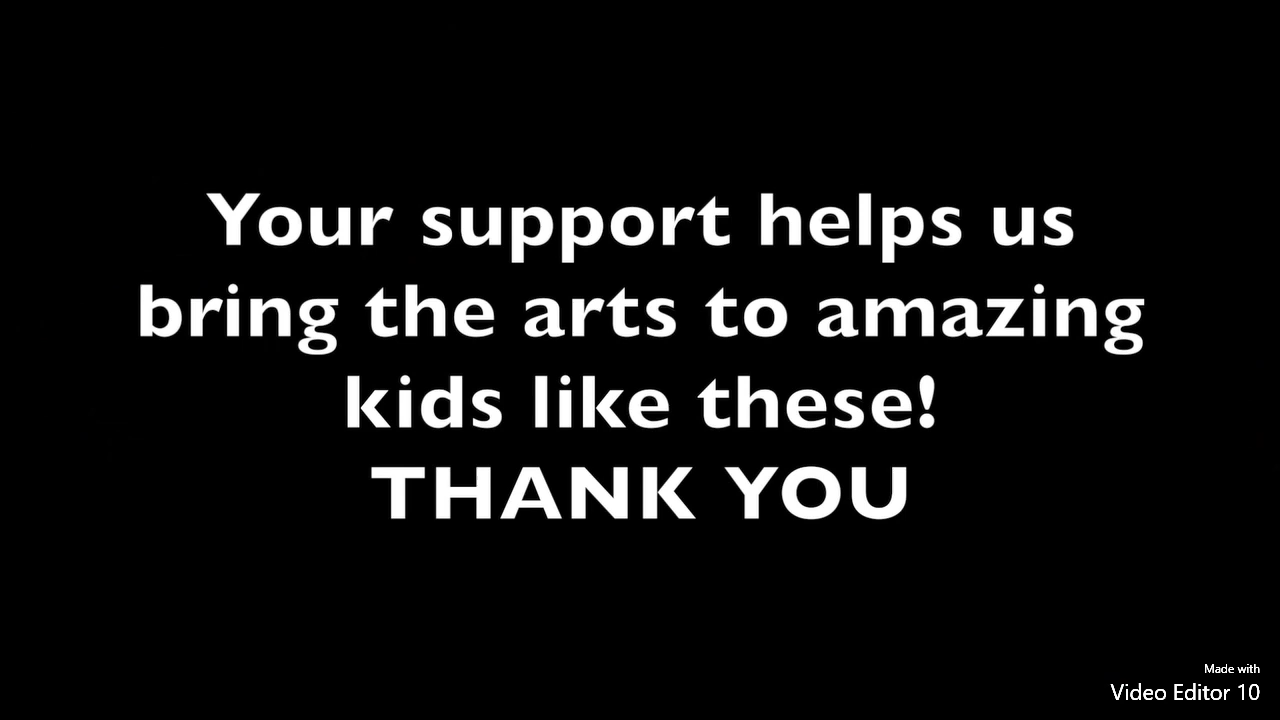 Your support helps us
bring the arts to amazing
kids like these!
THANK YOU
Made with
Video Editor 10